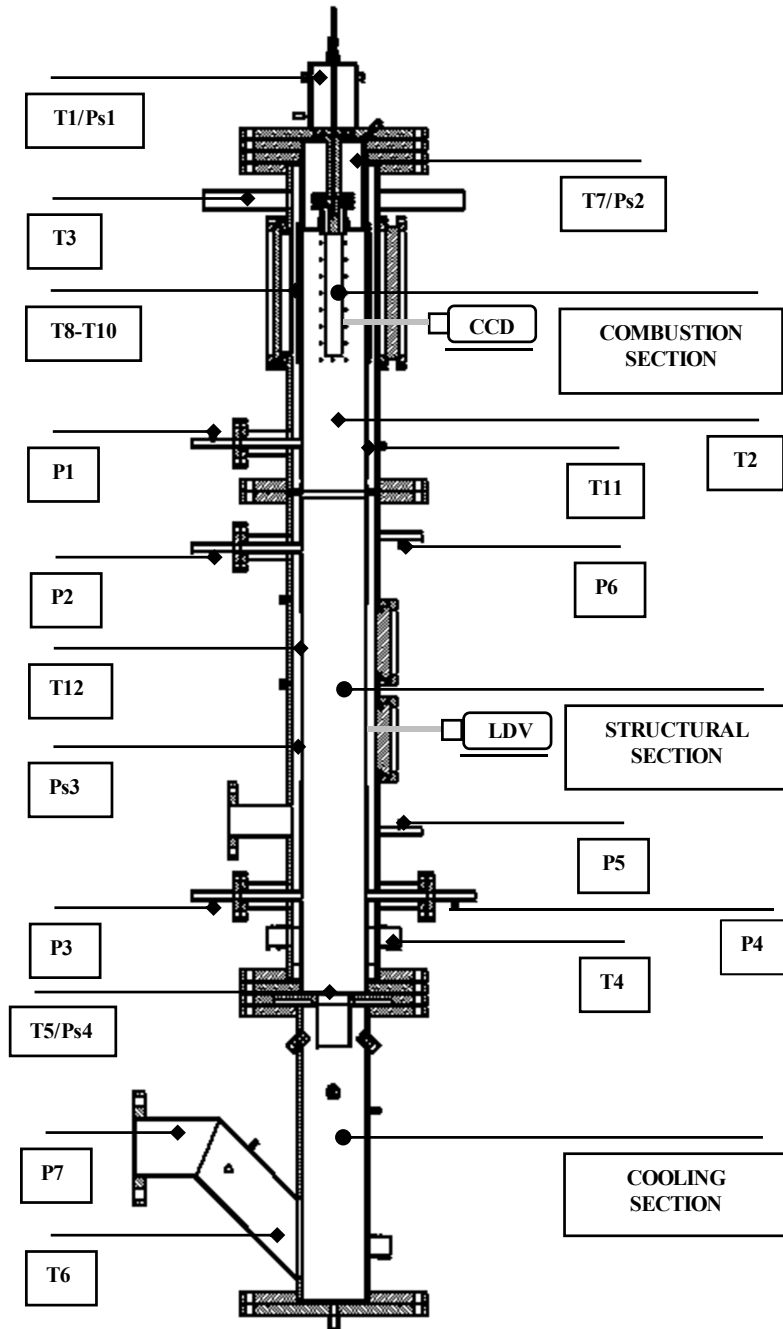 T1/Ps1
T7/Ps2
T3
T8-T10
CCD
COMBUSTION
SECTION
P1
T11
T2
P2
P6
T12
LDV
STRUCTURAL
SECTION
Ps3
P5
P3
T4
P4
T5/Ps4
P7
COOLING
SECTION
T6